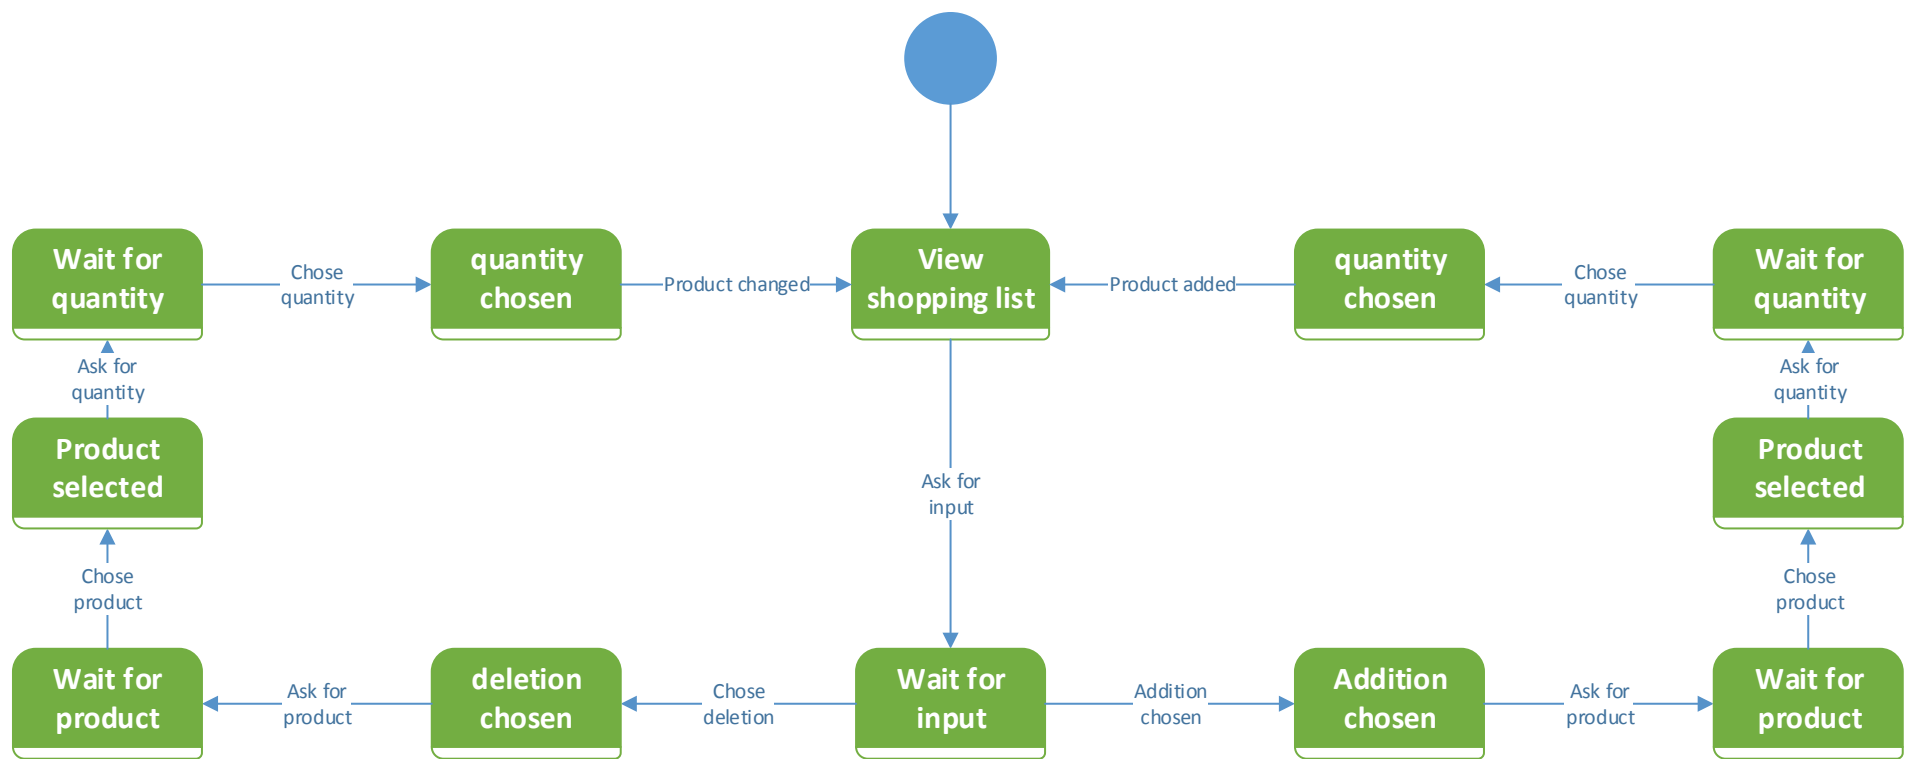 Wait for
quantity
Chose
quantity
quantity
chosen
Product changed
View
shopping list
Product added
quantity
chosen
Chose
quantity
Wait for
quantity
Ask for
quantity
Ask for
quantity
Product
selected
Ask for
input
Product
selected
Chose
product
Chose
product
Wait for
product
Ask for
product
deletion
chosen
Chose
deletion
Wait for
input
Addition
chosen
Addition
chosen
Ask for
product
Wait for
product